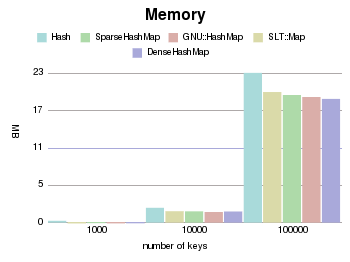 Memory
Hash SparseHashMap GNU::HashMap SLT::Map
DenseHashMap
23
17
11
5
0
MB
1000 10000 100000
number of keys